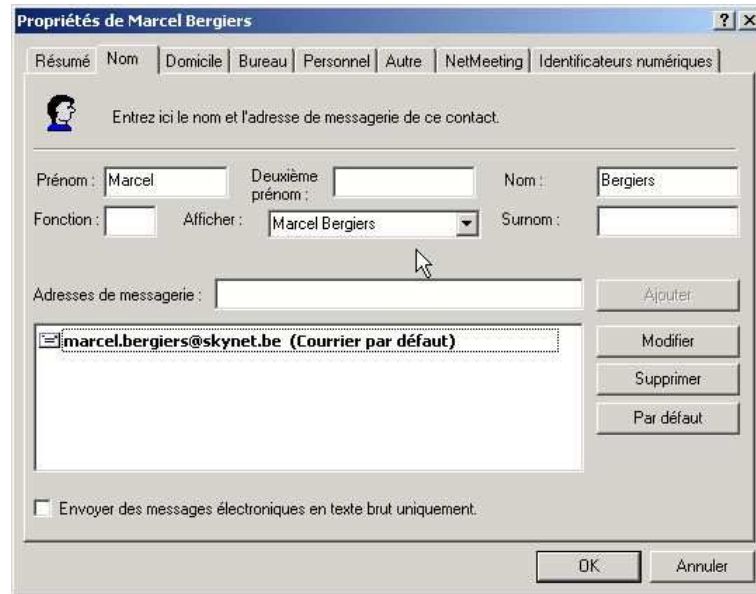 Propriétés de Marcel Bergiers
Résumé Nom Domicile Bureau Personnel Autre NetMeeting Identificateurs numériques
Entrez ici le nom et l'adresse de messagerie de ce contact.
Prénom : Marcel Deuxième prénom : Nom : Bergiers
Fonction : Afficher : Marcel Bergiers Surnom :
Adresses de messagerie : Ajouter
marcel.bergiers@skynet.be (Courrier par défaut)
Modifier
Supprimer
Par défaut
Envoyer des messages électroniques en texte brut uniquement.
OK Annuler